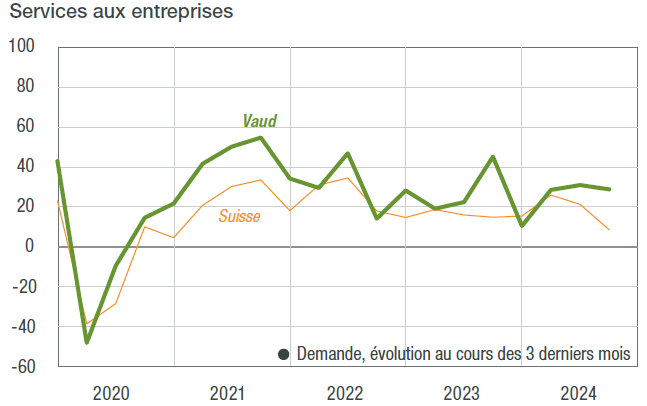 Services aux entreprises
100
80
60
40
20
0
-20
-40
-60
Vaud
Suisse
Demande, évolution au cours des 3 derniers mois
2020 2021 2022 2023 2024